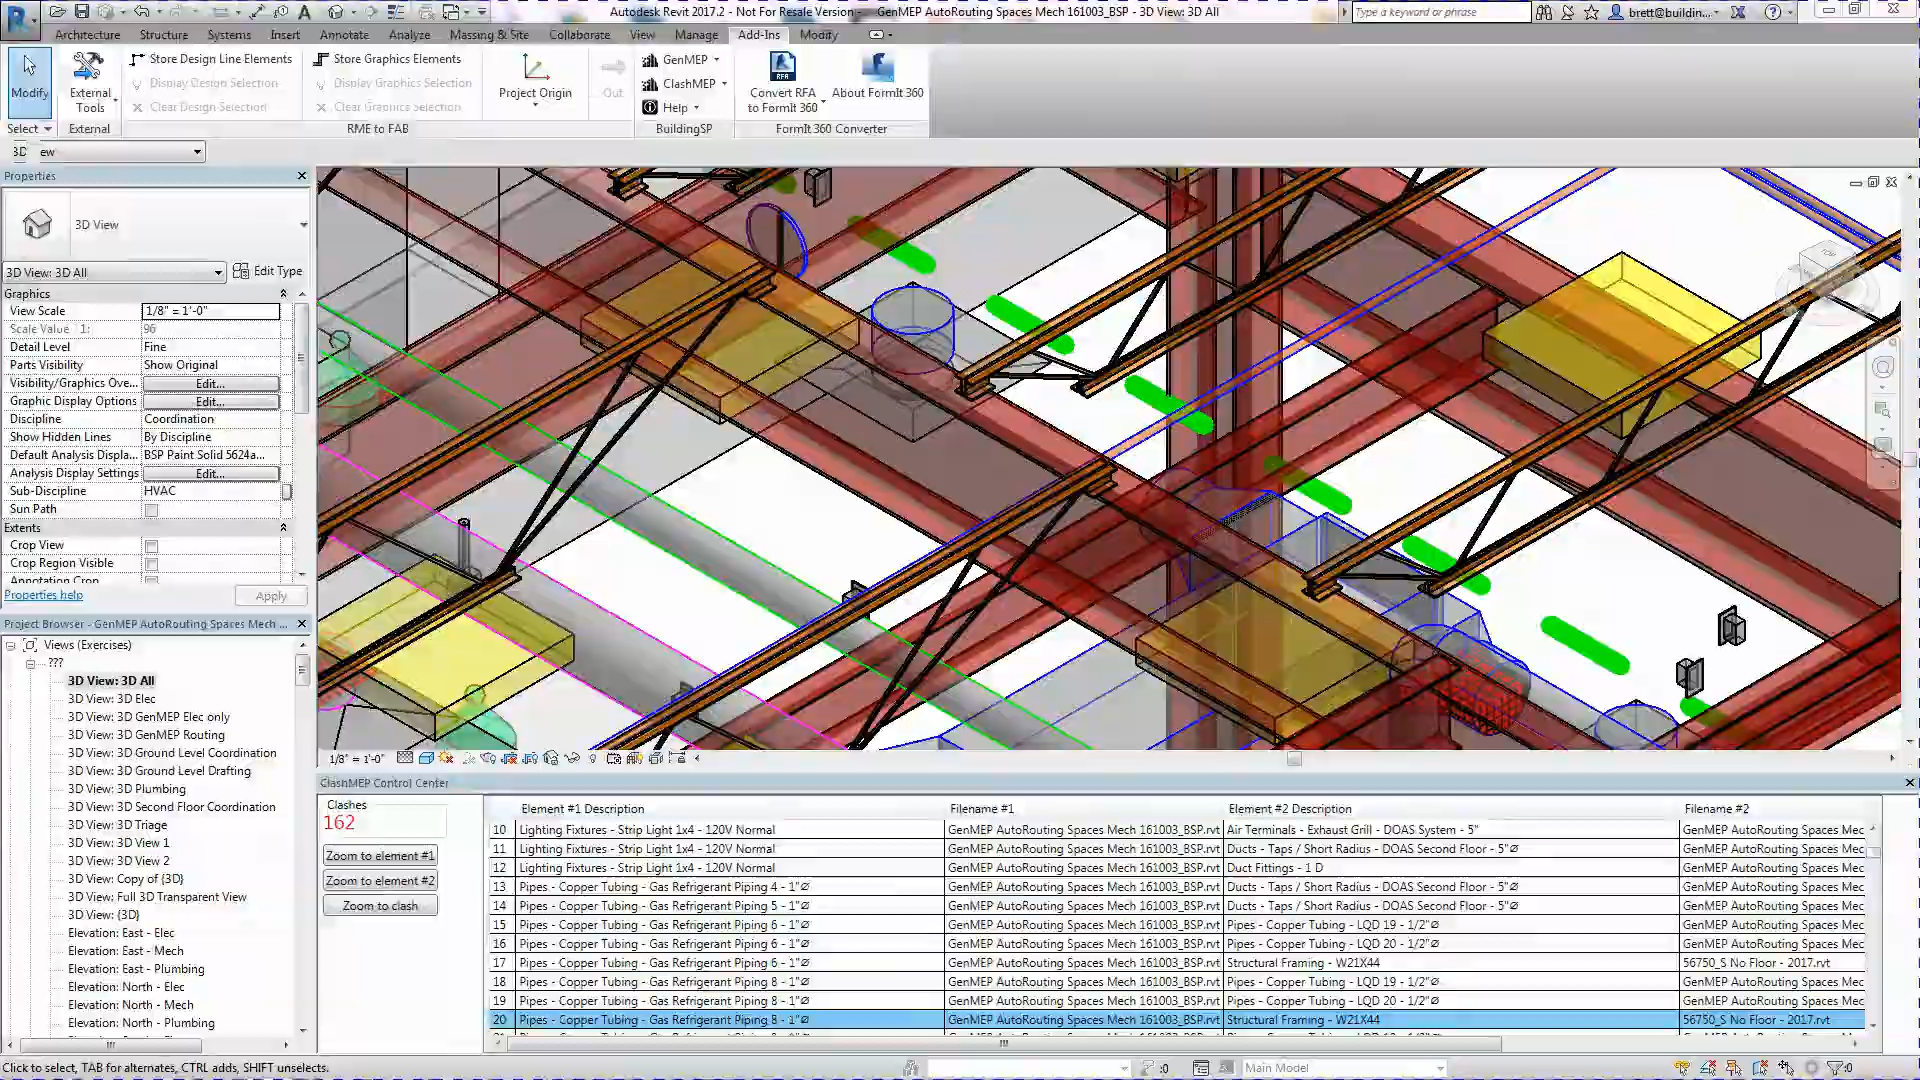 Autodesk Revit 2017.2 - Not For Resale Version - GenMEP AutoRouting Spaces Mech 161003_BSP - 3D View: 3D All
Type a keyword or phrase
brett@buildin...
Architecture Structure Systems Insert Annotate Analyze Massing & Site Collaborate View Manage Add-Ins Modify
Modify
External Tools
Store Design Line Elements
Display Design Selection
Clear Design Selection
Store Graphics Elements
Display Graphics Selection
Clear Graphics Selection
Project Origin
Out
GenMEP
ClashMEP
Help
Convert RFA to FormIt 360
About FormIt 360
Select External RME to FAB BuildingSP FormIt 360 Converter
3D ew
Properties
3D View
3D View: 3D All Edit Type
Graphics
View Scale 1/8" = 1'-0"
Scale Value 1: 96
Detail Level Fine
Parts Visibility Show Original
Visibility/Graphics Ove... Edit...
Graphic Display Options Edit...
Discipline Coordination
Show Hidden Lines By Discipline
Default Analysis Displa... BSP Paint Solid 5624a...
Analysis Display Settings Edit...
Sub-Discipline HVAC
Sun Path
Extents
Crop View
Crop Region Visible
Annotation Crop
Properties help Apply
Project Browser - GenMEP AutoRouting Spaces Mech ...
Views (Exercises)
???
3D View: 3D All
3D View: 3D Elec
3D View: 3D GenMEP Elec only
3D View: 3D GenMEP Routing
3D View: 3D Ground Level Coordination
3D View: 3D Ground Level Drafting
3D View: 3D Plumbing
3D View: 3D Second Floor Coordination
3D View: 3D Triage
3D View: 3D View 1
3D View: 3D View 2
3D View: Copy of {3D}
3D View: Full 3D Transparent View
3D View: {3D}
Elevation: East - Elec
Elevation: East - Mech
Elevation: East - Plumbing
Elevation: North - Elec
Elevation: North - Mech
Elevation: North - Plumbing
TOP
1/8" = 1'-0"
ClashMEP Control Center
Clashes
162
Zoom to element #1
Zoom to element #2
Zoom to clash
Element #1 Description Filename #1 Element #2 Description Filename #2
10 Lighting Fixtures - Strip Light 1x4 - 120V Normal GenMEP AutoRouting Spaces Mech 161003_BSP.rvt Air Terminals - Exhaust Grill - DOAS System - 5" GenMEP AutoRouting Spaces Mec
11 Lighting Fixtures - Strip Light 1x4 - 120V Normal GenMEP AutoRouting Spaces Mech 161003_BSP.rvt Ducts - Taps / Short Radius - DOAS Second Floor - 5"⌀ GenMEP AutoRouting Spaces Mec
12 Lighting Fixtures - Strip Light 1x4 - 120V Normal GenMEP AutoRouting Spaces Mech 161003_BSP.rvt Duct Fittings - 1 D GenMEP AutoRouting Spaces Mec
13 Pipes - Copper Tubing - Gas Refrigerant Piping 4 - 1"⌀ GenMEP AutoRouting Spaces Mech 161003_BSP.rvt Ducts - Taps / Short Radius - DOAS Second Floor - 5"⌀ GenMEP AutoRouting Spaces Mec
14 Pipes - Copper Tubing - Gas Refrigerant Piping 5 - 1"⌀ GenMEP AutoRouting Spaces Mech 161003_BSP.rvt Ducts - Taps / Short Radius - DOAS Second Floor - 5"⌀ GenMEP AutoRouting Spaces Mec
15 Pipes - Copper Tubing - Gas Refrigerant Piping 6 - 1"⌀ GenMEP AutoRouting Spaces Mech 161003_BSP.rvt Pipes - Copper Tubing - LQD 19 - 1/2"⌀ GenMEP AutoRouting Spaces Mec
16 Pipes - Copper Tubing - Gas Refrigerant Piping 6 - 1"⌀ GenMEP AutoRouting Spaces Mech 161003_BSP.rvt Pipes - Copper Tubing - LQD 20 - 1/2"⌀ GenMEP AutoRouting Spaces Mec
17 Pipes - Copper Tubing - Gas Refrigerant Piping 6 - 1"⌀ GenMEP AutoRouting Spaces Mech 161003_BSP.rvt Structural Framing - W21X44 56750_S No Floor - 2017.rvt
18 Pipes - Copper Tubing - Gas Refrigerant Piping 8 - 1"⌀ GenMEP AutoRouting Spaces Mech 161003_BSP.rvt Pipes - Copper Tubing - LQD 19 - 1/2"⌀ GenMEP AutoRouting Spaces Mec
19 Pipes - Copper Tubing - Gas Refrigerant Piping 8 - 1"⌀ GenMEP AutoRouting Spaces Mech 161003_BSP.rvt Pipes - Copper Tubing - LQD 20 - 1/2"⌀ GenMEP AutoRouting Spaces Mec
20 Pipes - Copper Tubing - Gas Refrigerant Piping 8 - 1"⌀ GenMEP AutoRouting Spaces Mech 161003_BSP.rvt Structural Framing - W21X44 56750_S No Floor - 2017.rvt
Click to select, TAB for alternates, CTRL adds, SHIFT unselects. :0 Main Model :0